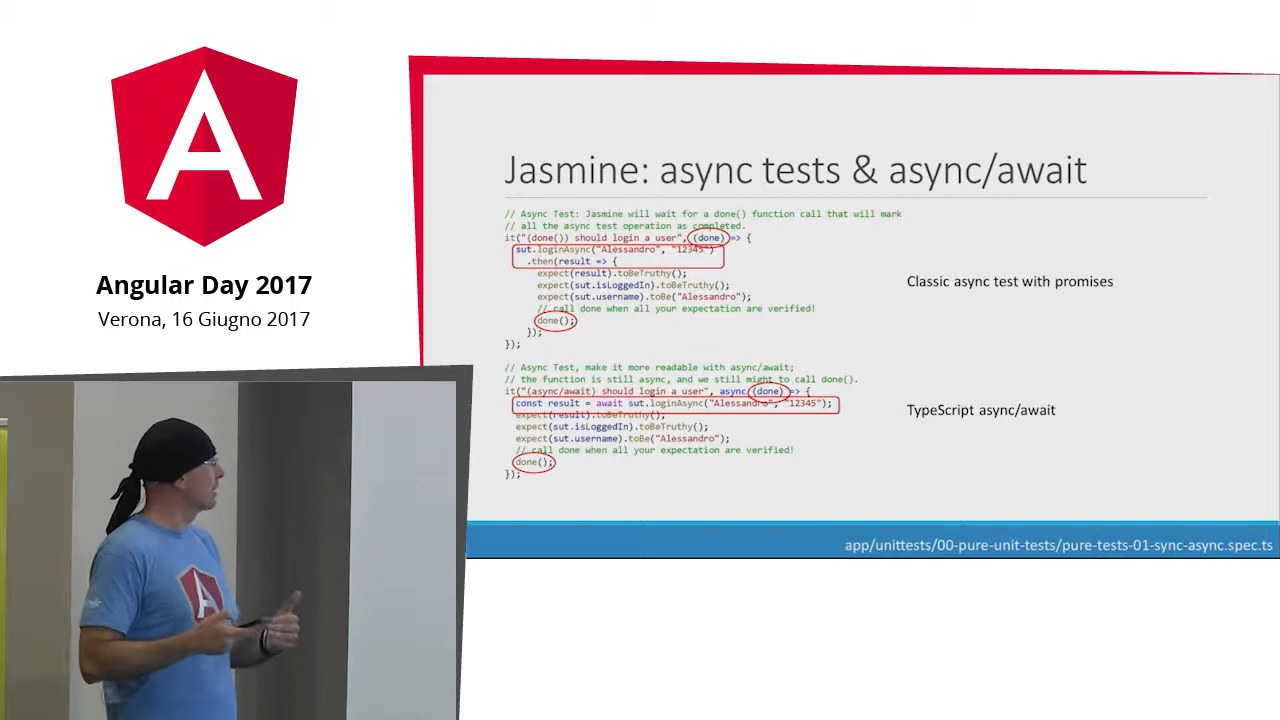 Angular Day 2017
Verona, 16 Giugno 2017
Jasmine: async tests & async/await
// Async Test: Jasmine will wait for a done() function call that will mark
// all the async test operation as completed.
it("(done()) should login a user", (done) => {
sut.loginAsync("Alessandro", "12345")
.then(result => {
expect(result).toBeTruthy();
expect(sut.isLoggedIn).toBeTruthy();
expect(sut.username).toBe("Alessandro");
// call done when all your expectation are verified!
done();
});
});
Classic async test with promises
// Async Test, make it more readable with async/await;
// the function is still async, and we still might to call done().
it("(async/await) should login a user", async (done) => {
const result = await sut.loginAsync("Alessandro", "12345");
expect(result).toBeTruthy();
expect(sut.isLoggedIn).toBeTruthy();
expect(sut.username).toBe("Alessandro");
// call done when all your expectation are verified!
done();
});
TypeScript async/await
app/unittests/00-pure-unit-tests/pure-tests-01-sync-async.spec.ts